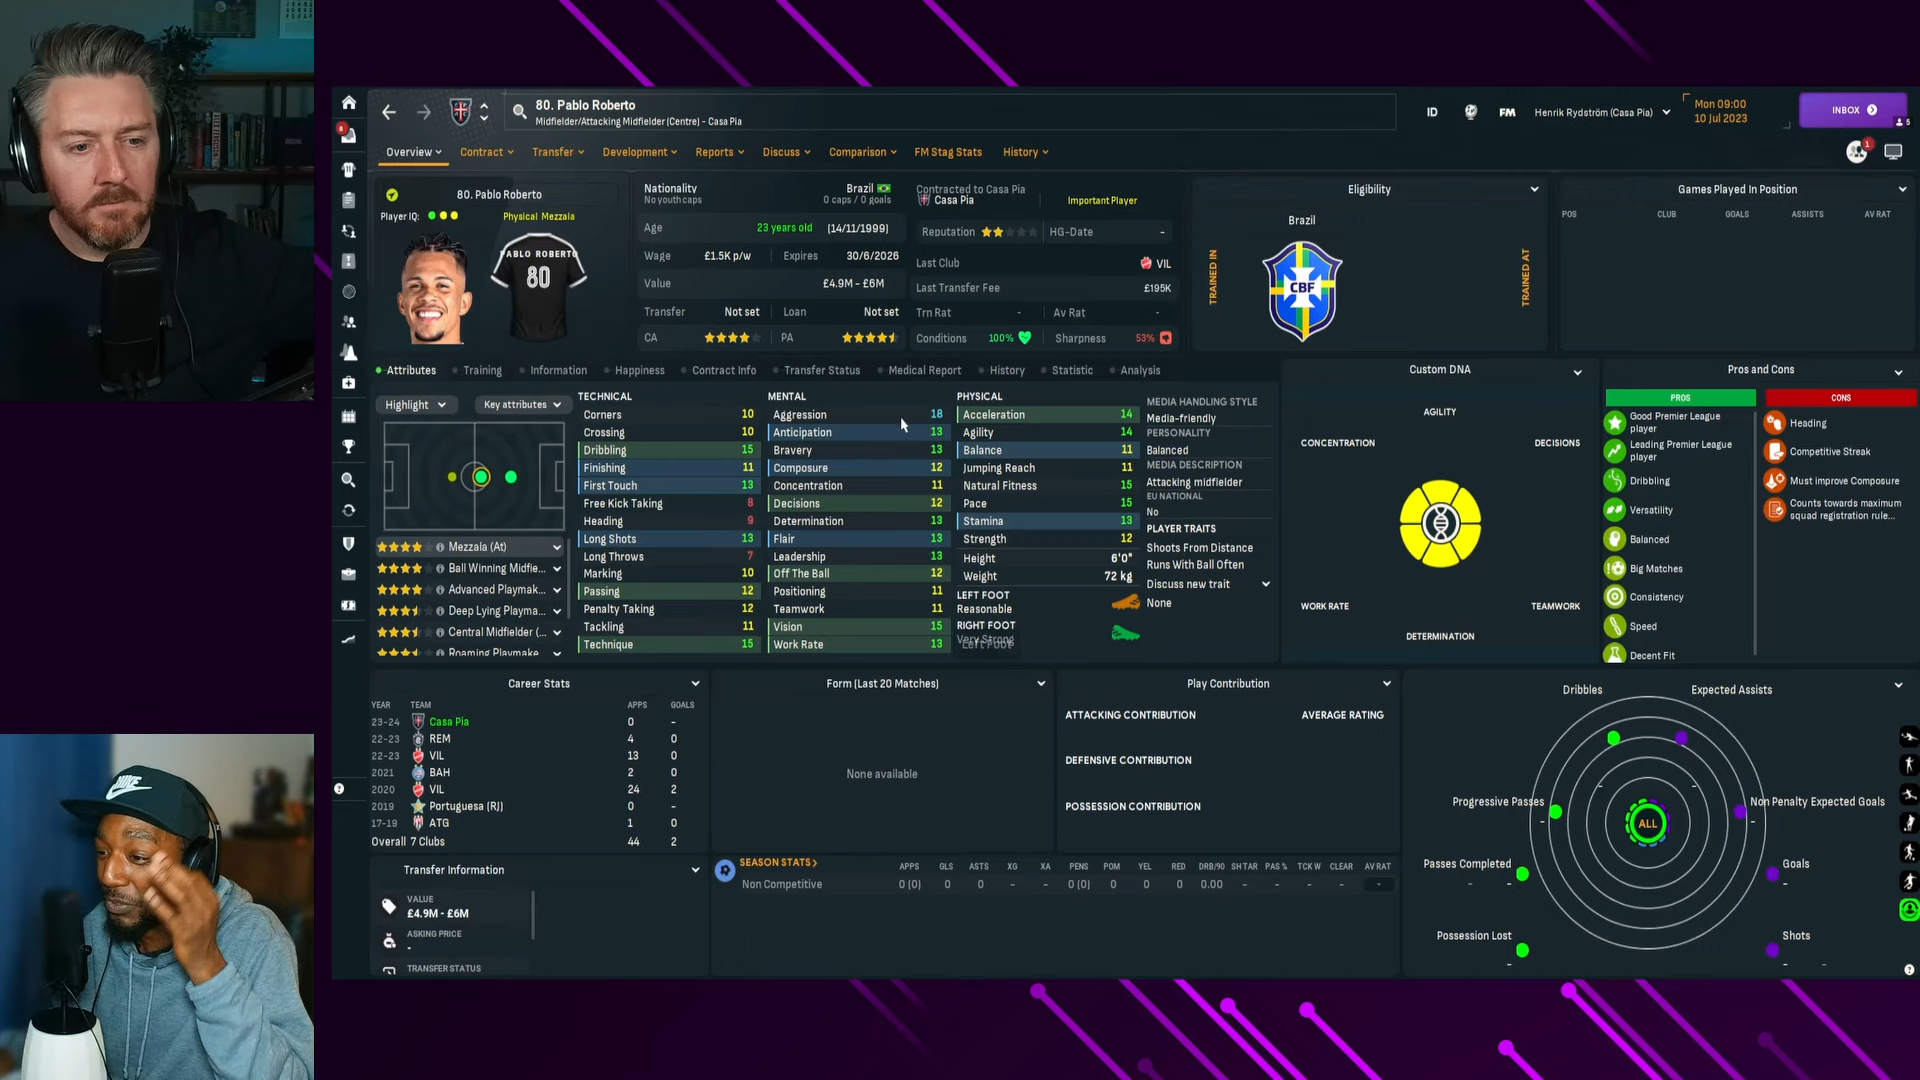 80. Pablo Roberto
Midfielder/Attacking Midfielder (Centre) - Casa Pia
ID
FM
Henrik Rydström (Casa Pia)
Mon 09:00
10 Jul 2023
INBOX
5
8
1
Overview
Contract
Transfer
Development
Reports
Discuss
Comparison
FM Stag Stats
History
80. Pablo Roberto
Player IQ:
Physical Mezzala
PABLO ROBERTO
80
Nationality
No youth caps
Brazil
0 caps / 0 goals
Age
23 years old
(14/11/1999)
Wage
£1.5K p/w
Expires
30/6/2026
Value
£4.9M - £6M
Transfer
Not set
Loan
Not set
CA
PA
Contracted to Casa Pia
Casa Pia
Important Player
Reputation
HG-Date
-
Last Club
VIL
Last Transfer Fee
£195K
Trn Rat
-
Av Rat
-
Conditions
100%
Sharpness
53%
Eligibility
Brazil
TRAINED IN
CBF
TRAINED AT
Games Played In Position
POS
CLUB
GOALS
ASSISTS
AV RAT
Attributes
Training
Information
Happiness
Contract Info
Transfer Status
Medical Report
History
Statistic
Analysis
Highlight
Key attributes
Mezzala (At)
Ball Winning Midfie...
Advanced Playmak...
Deep Lying Playma...
Central Midfielder (...
Roaming Playmake
TECHNICAL
Corners 10
Crossing 10
Dribbling 15
Finishing 11
First Touch 13
Free Kick Taking 8
Heading 9
Long Shots 13
Long Throws 7
Marking 10
Passing 12
Penalty Taking 12
Tackling 11
Technique 15
MENTAL
Aggression 18
Anticipation 13
Bravery 13
Composure 12
Concentration 11
Decisions 12
Determination 13
Flair 13
Leadership 13
Off The Ball 12
Positioning 11
Teamwork 11
Vision 15
Work Rate 13
PHYSICAL
Acceleration 14
Agility 14
Balance 11
Jumping Reach 11
Natural Fitness 15
Pace 15
Stamina 13
Strength 12
Height 6'0"
Weight 72 kg
LEFT FOOT
Reasonable
RIGHT FOOT
Very Strong
Left Foot
MEDIA HANDLING STYLE
Media-friendly
PERSONALITY
Balanced
MEDIA DESCRIPTION
Attacking midfielder
EU NATIONAL
No
PLAYER TRAITS
Shoots From Distance
Runs With Ball Often
Discuss new trait
None
Custom DNA
AGILITY
CONCENTRATION
DECISIONS
WORK RATE
TEAMWORK
DETERMINATION
Pros and Cons
PROS
CONS
Good Premier League
player
Leading Premier League
player
Dribbling
Versatility
Balanced
Big Matches
Consistency
Speed
Decent Fit
Heading
Competitive Streak
Must improve Composure
Counts towards maximum
squad registration rule...
Career Stats
YEAR TEAM APPS GOALS
23-24 Casa Pia 0 -
22-23 REM 4 0
22-23 VIL 13 0
2021 BAH 2 0
2020 VIL 24 2
2019 Portuguesa (RJ) 0 -
17-19 ATG 1 0
Overall 7 Clubs 44 2
Form (Last 20 Matches)
None available
Play Contribution
ATTACKING CONTRIBUTION
AVERAGE RATING
DEFENSIVE CONTRIBUTION
POSSESSION CONTRIBUTION
Dribbles
Expected Assists
Progressive Passes
-
Non Penalty Expected Goals
-
ALL
Passes Completed
- -
Goals
-
Possession Lost
-
Shots
- -
Transfer Information
VALUE
£4.9M - £6M
ASKING PRICE
-
TRANSFER STATUS
SEASON STATS>
APPS GLS ASTS XG XA PENS POM YEL RED DRB/90 SH TAR PAS % TCK W CLEAR AV RAT
Non Competitive 0 (0) 0 0 - - 0 (0) 0 0 0 0.00 - - - - -